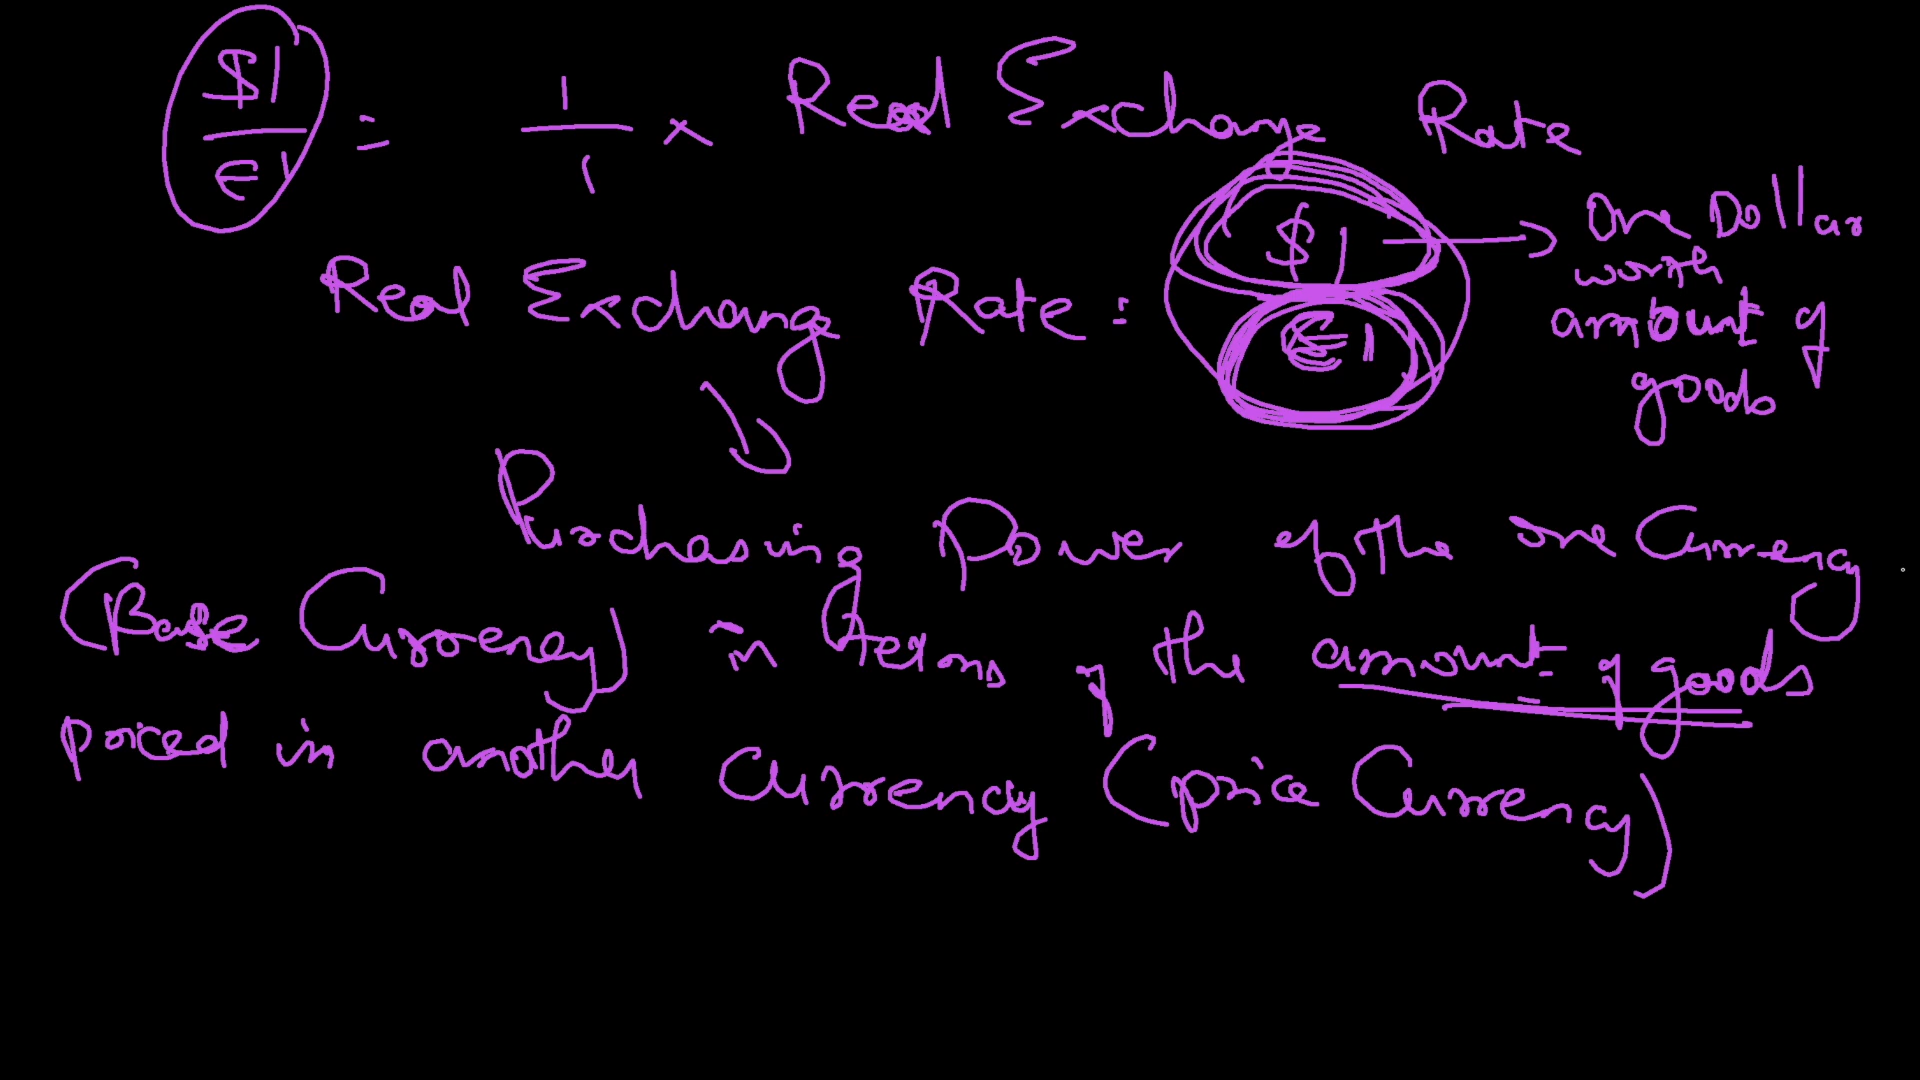 $1/€1 = 1/1 × Real Exchange Rate
Real Exchange Rate = $1/€1 → One Dollar
worth
amount of
goods
Purchasing Power of the one Currency
(Base Currency) in terms of the amount of goods
priced in another Currency (price Currency)